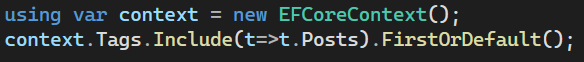 using var context = new EFCoreContext();
context.Tags.Include(t=>t.Posts).FirstOrDefault();